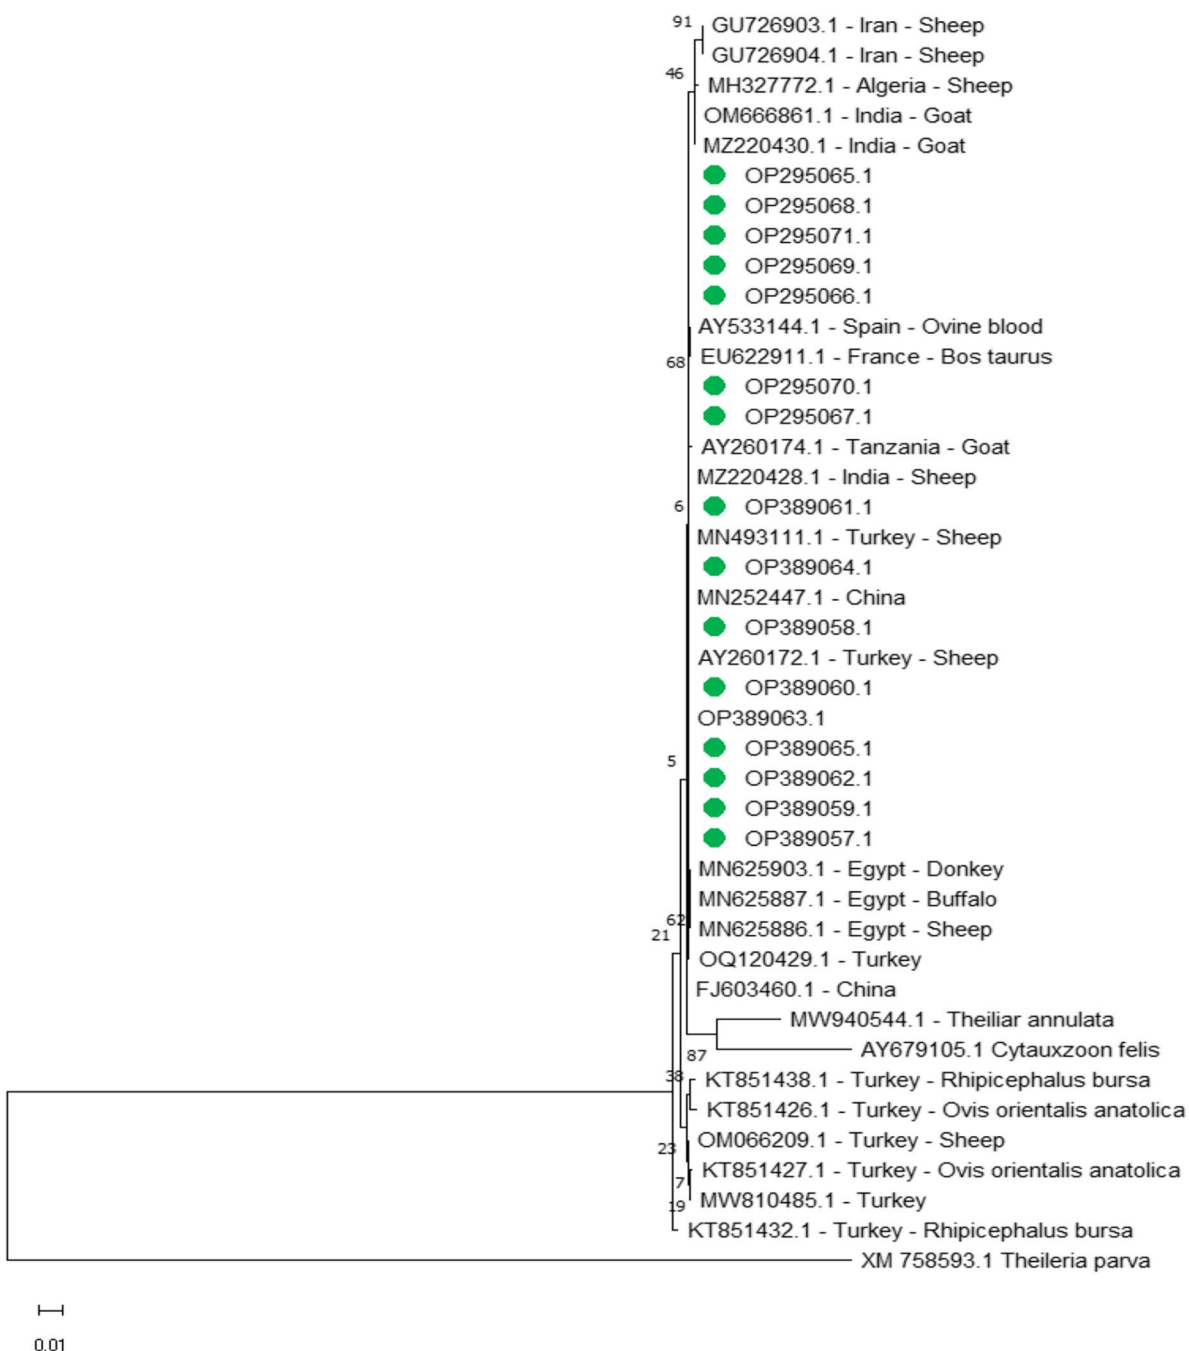 91
GU726903.1 - Iran - Sheep
GU726904.1 - Iran - Sheep
46
MH327772.1 - Algeria - Sheep
OM666861.1 - India - Goat
MZ220430.1 - India - Goat
OP295065.1
OP295068.1
OP295071.1
OP295069.1
OP295066.1
AY533144.1 - Spain - Ovine blood
68
EU622911.1 - France - Bos taurus
OP295070.1
OP295067.1
AY260174.1 - Tanzania - Goat
MZ220428.1 - India - Sheep
6
OP389061.1
MN493111.1 - Turkey - Sheep
OP389064.1
MN252447.1 - China
OP389058.1
AY260172.1 - Turkey - Sheep
OP389060.1
OP389063.1
5
OP389065.1
OP389062.1
OP389059.1
OP389057.1
MN625903.1 - Egypt - Donkey
MN625887.1 - Egypt - Buffalo
62
21
MN625886.1 - Egypt - Sheep
OQ120429.1 - Turkey
FJ603460.1 - China
MW940544.1 - Theiliar annulata
87
AY679105.1 Cytauxzoon felis
38
KT851438.1 - Turkey - Rhipicephalus bursa
KT851426.1 - Turkey - Ovis orientalis anatolica
23
OM066209.1 - Turkey - Sheep
7
KT851427.1 - Turkey - Ovis orientalis anatolica
19
MW810485.1 - Turkey
KT851432.1 - Turkey - Rhipicephalus bursa
XM 758593.1 Theileria parva
0.01